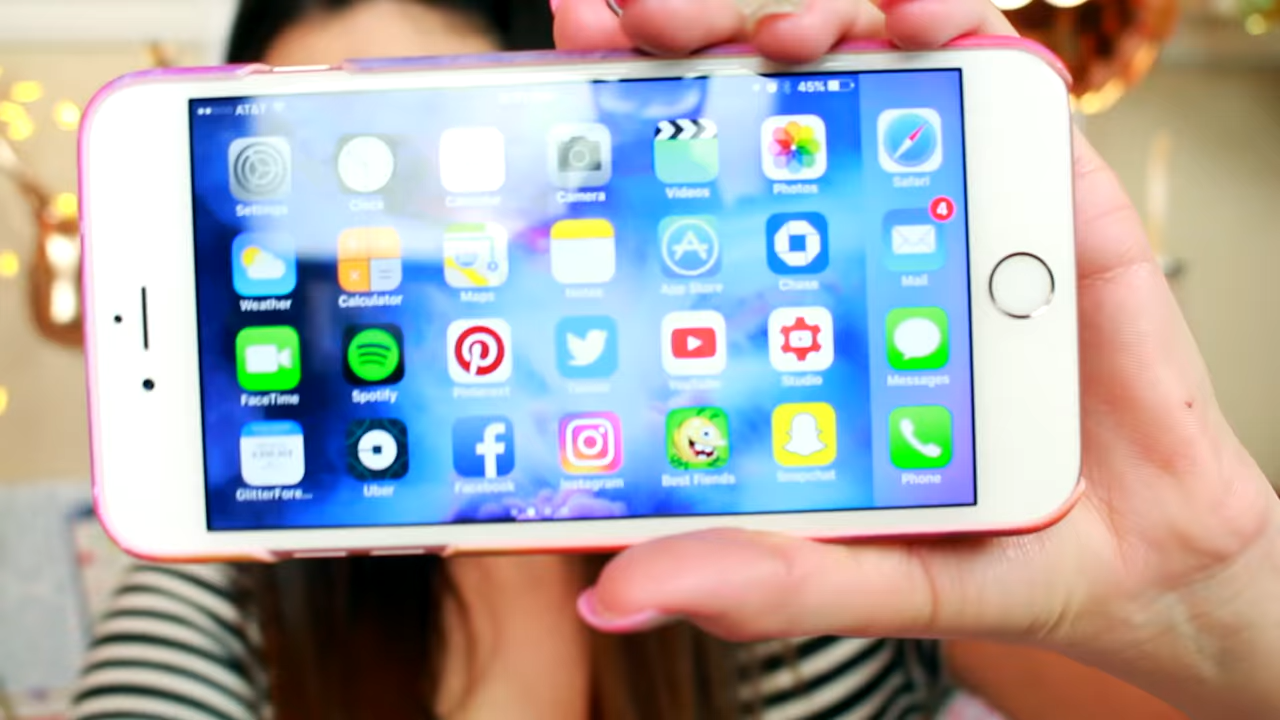 AT&T 45%
Settings Clock Calendar Camera Videos Photos Safari
4
Weather Calculator Maps Notes App Store Chase Mail
FaceTime Spotify Pinterest Twitter YouTube Studio Messages
GlitterFore... Uber Facebook Instagram Best Fiends Snapchat Phone